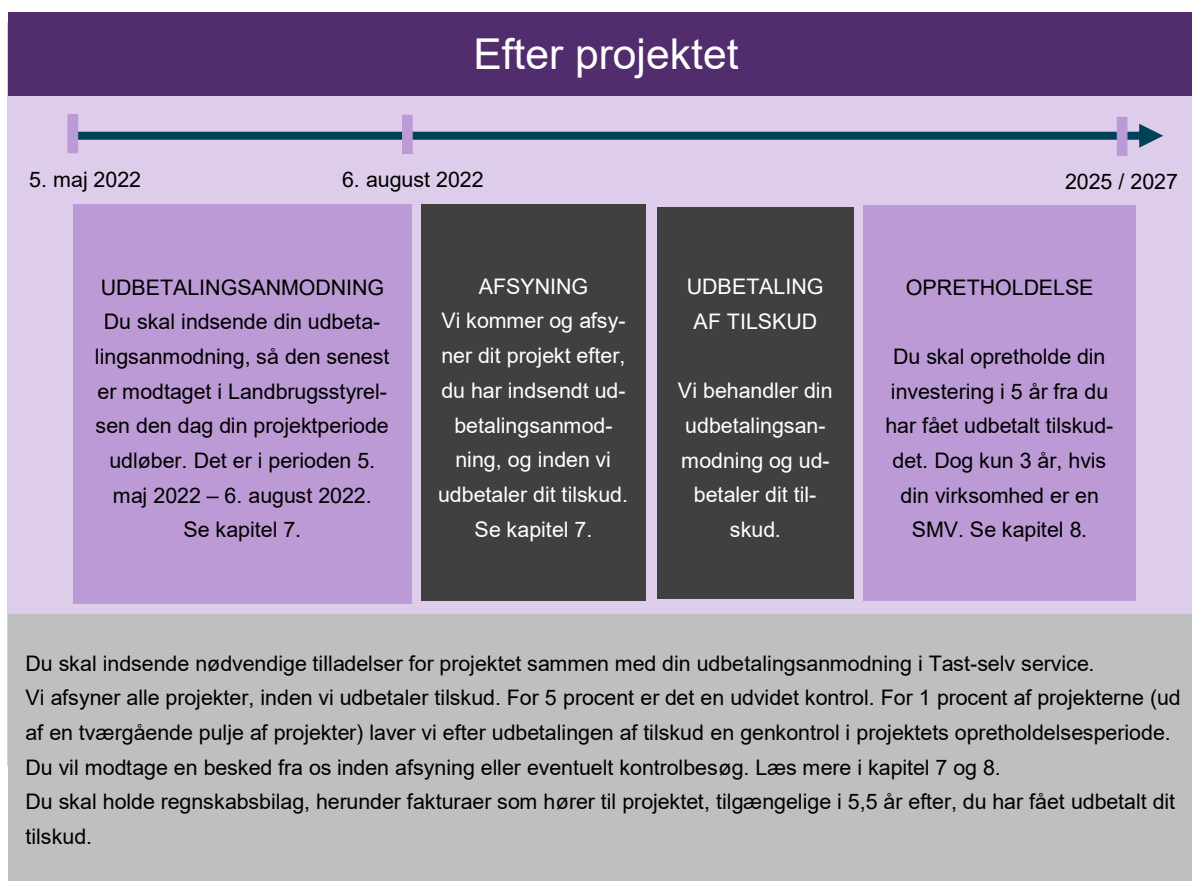 Efter projektet
5. maj 2022
6. august 2022
2025 / 2027
UDBETALINGSANMODNING
Du skal indsende din udbeta-
lingsanmodning, så den senest
er modtaget i Landbrugsstyrel-
sen den dag din projektperiode
udløber. Det er i perioden 5.
maj 2022 – 6. august 2022.
Se kapitel 7.
AFSYNING
Vi kommer og afsy-
ner dit projekt efter,
du har indsendt ud-
betalingsanmod-
ning, og inden vi
udbetaler dit tilskud.
Se kapitel 7.
UDBETALING
AF TILSKUD
Vi behandler din
udbetalingsan-
modning og ud-
betaler dit til-
skud.
OPRETHOLDELSE
Du skal opretholde din
investering i 5 år fra du
har fået udbetalt tilskud-
det. Dog kun 3 år, hvis
din virksomhed er en
SMV. Se kapitel 8.
Du skal indsende nødvendige tilladelser for projektet sammen med din udbetalingsanmodning i Tast-selv service.
Vi afsyner alle projekter, inden vi udbetaler tilskud. For 5 procent er det en udvidet kontrol. For 1 procent af projekterne (ud
af en tværgående pulje af projekter) laver vi efter udbetalingen af tilskud en genkontrol i projektets opretholdelsesperiode.
Du vil modtage en besked fra os inden afsyning eller eventuelt kontrolbesøg. Læs mere i kapitel 7 og 8.
Du skal holde regnskabsbilag, herunder fakturaer som hører til projektet, tilgængelige i 5,5 år efter, du har fået udbetalt dit
tilskud.